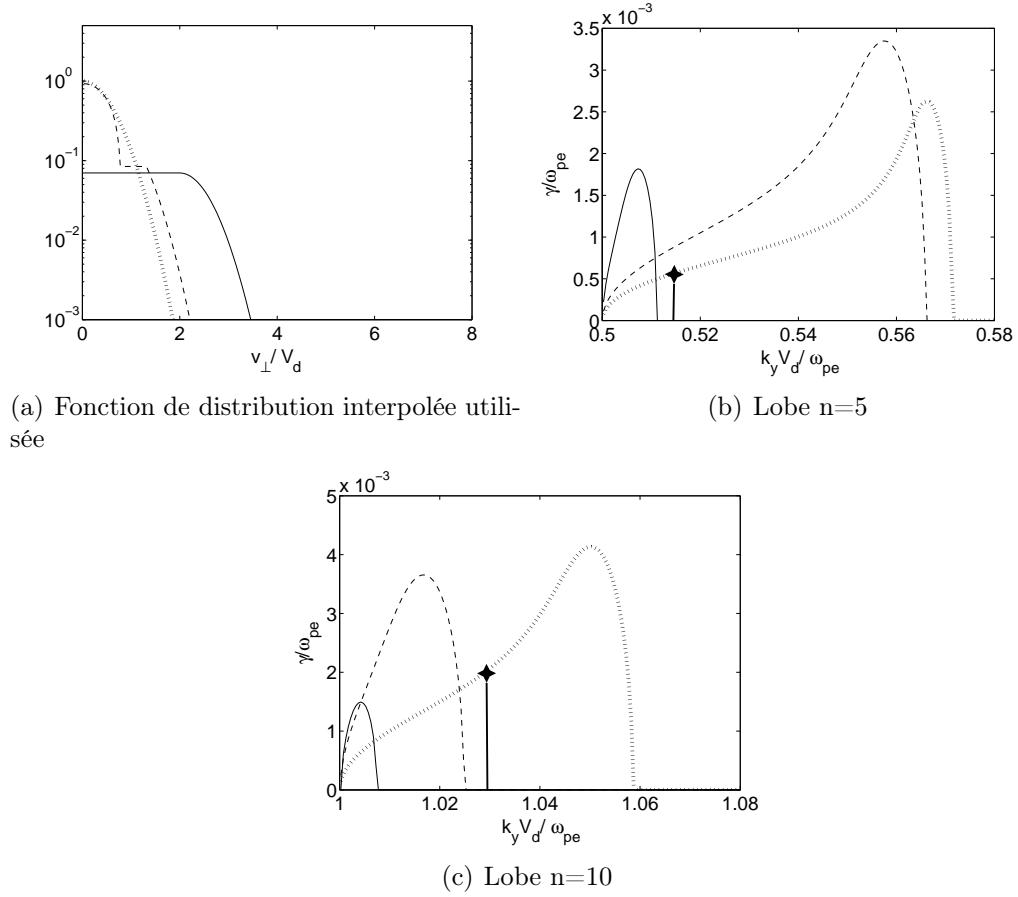 10⁰
10⁻¹
10⁻²
10⁻³
0 2 4 6 8
v⊥/ V_d
(a) Fonction de distribution interpolée utili-
sée
x 10⁻³
3.5
3
2.5
2
1.5
1
0.5
0
γ/ω_pe
0.5 0.52 0.54 0.56 0.58
k_y V_d / ω_pe
(b) Lobe n=5
x 10⁻³
5
4
3
2
1
0
γ/ω_pe
1 1.02 1.04 1.06 1.08
k_y V_d / ω_pe
(c) Lobe n=10